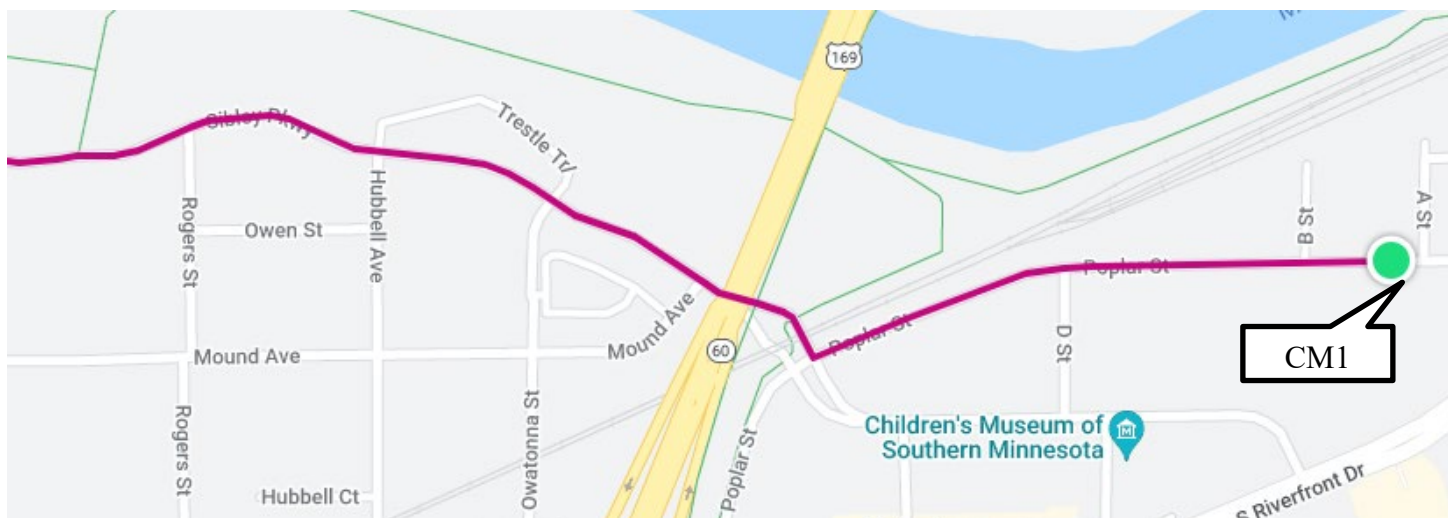 169
Sibley Pkwy
Trestle Tr
Hubbell Ave
Rogers St
Owen St
A St
B St
Poplar St
Mound Ave
Poplar St
60
D St
Mound Ave
CM1
Owatonna St
Rogers St
Children's Museum of
Southern Minnesota
Poplar St
Hubbell Ct
S Riverfront Dr